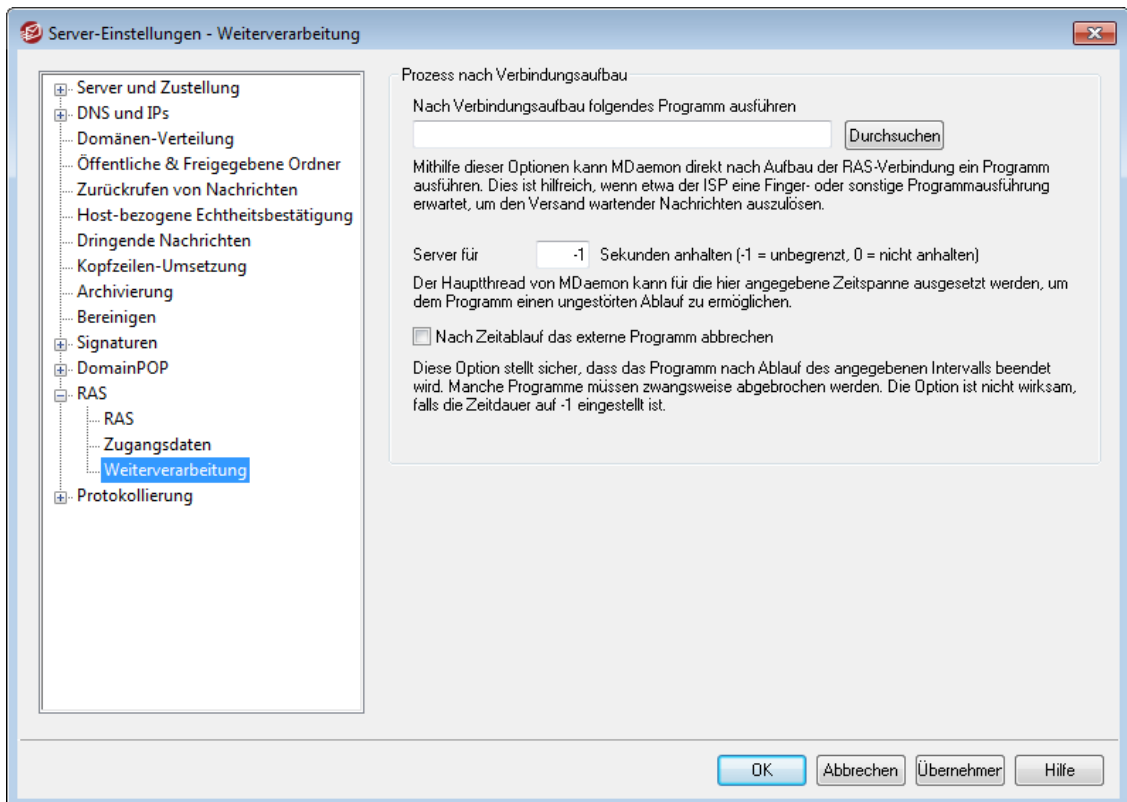 Server-Einstellungen - Weiterverarbeitung
Server und Zustellung
DNS und IPs
Domänen-Verteilung
Öffentliche & Freigegebene Ordner
Zurückrufen von Nachrichten
Host-bezogene Echtheitsbestätigung
Dringende Nachrichten
Kopfzeilen-Umsetzung
Archivierung
Bereinigen
Signaturen
DomainPOP
RAS
RAS
Zugangsdaten
Weiterverarbeitung
Protokollierung
Prozess nach Verbindungsaufbau
Nach Verbindungsaufbau folgendes Programm ausführen
Durchsuchen
Mithilfe dieser Optionen kann MDaemon direkt nach Aufbau der RAS-Verbindung ein Programm
ausführen. Dies ist hilfreich, wenn etwa der ISP eine Finger- oder sonstige Programmausführung
erwartet, um den Versand wartender Nachrichten auszulösen.
Server für -1 Sekunden anhalten (-1 = unbegrenzt, 0 = nicht anhalten)
Der Hauptthread von MDaemon kann für die hier angegebene Zeitspanne ausgesetzt werden, um
dem Programm einen ungestörten Ablauf zu ermöglichen.
Nach Zeitablauf das externe Programm abbrechen
Diese Option stellt sicher, dass das Programm nach Ablauf des angegebenen Intervalls beendet
wird. Manche Programme müssen zwangsweise abgebrochen werden. Die Option ist nicht wirksam,
falls die Zeitdauer auf -1 eingestellt ist.
OK Abbrechen Übernehmer Hilfe